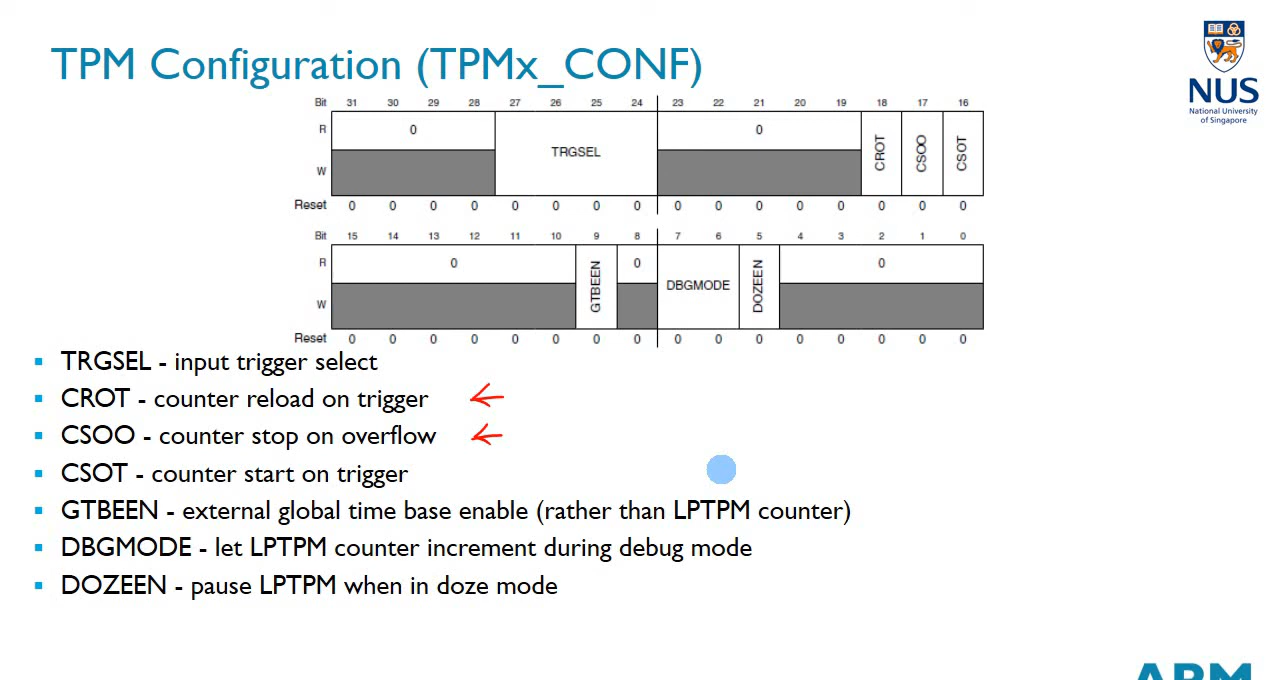 TPM Configuration (TPMx_CONF)
NUS
National University
of Singapore
Bit 31 30 29 28 27 26 25 24 23 22 21 20 19 18 17 16
R 0 TRGSEL 0 CROT CSOO CSOT
W
Reset 0 0 0 0 0 0 0 0 0 0 0 0 0 0 0 0
Bit 15 14 13 12 11 10 9 8 7 6 5 4 3 2 1 0
R 0 GTBEEN 0 DBGMODE DOZEEN 0
W
Reset 0 0 0 0 0 0 0 0 0 0 0 0 0 0 0 0
▪ TRGSEL - input trigger select
▪ CROT - counter reload on trigger
▪ CSOO - counter stop on overflow
▪ CSOT - counter start on trigger
▪ GTBEEN - external global time base enable (rather than LPTPM counter)
▪ DBGMODE - let LPTPM counter increment during debug mode
▪ DOZEEN - pause LPTPM when in doze mode
ARM